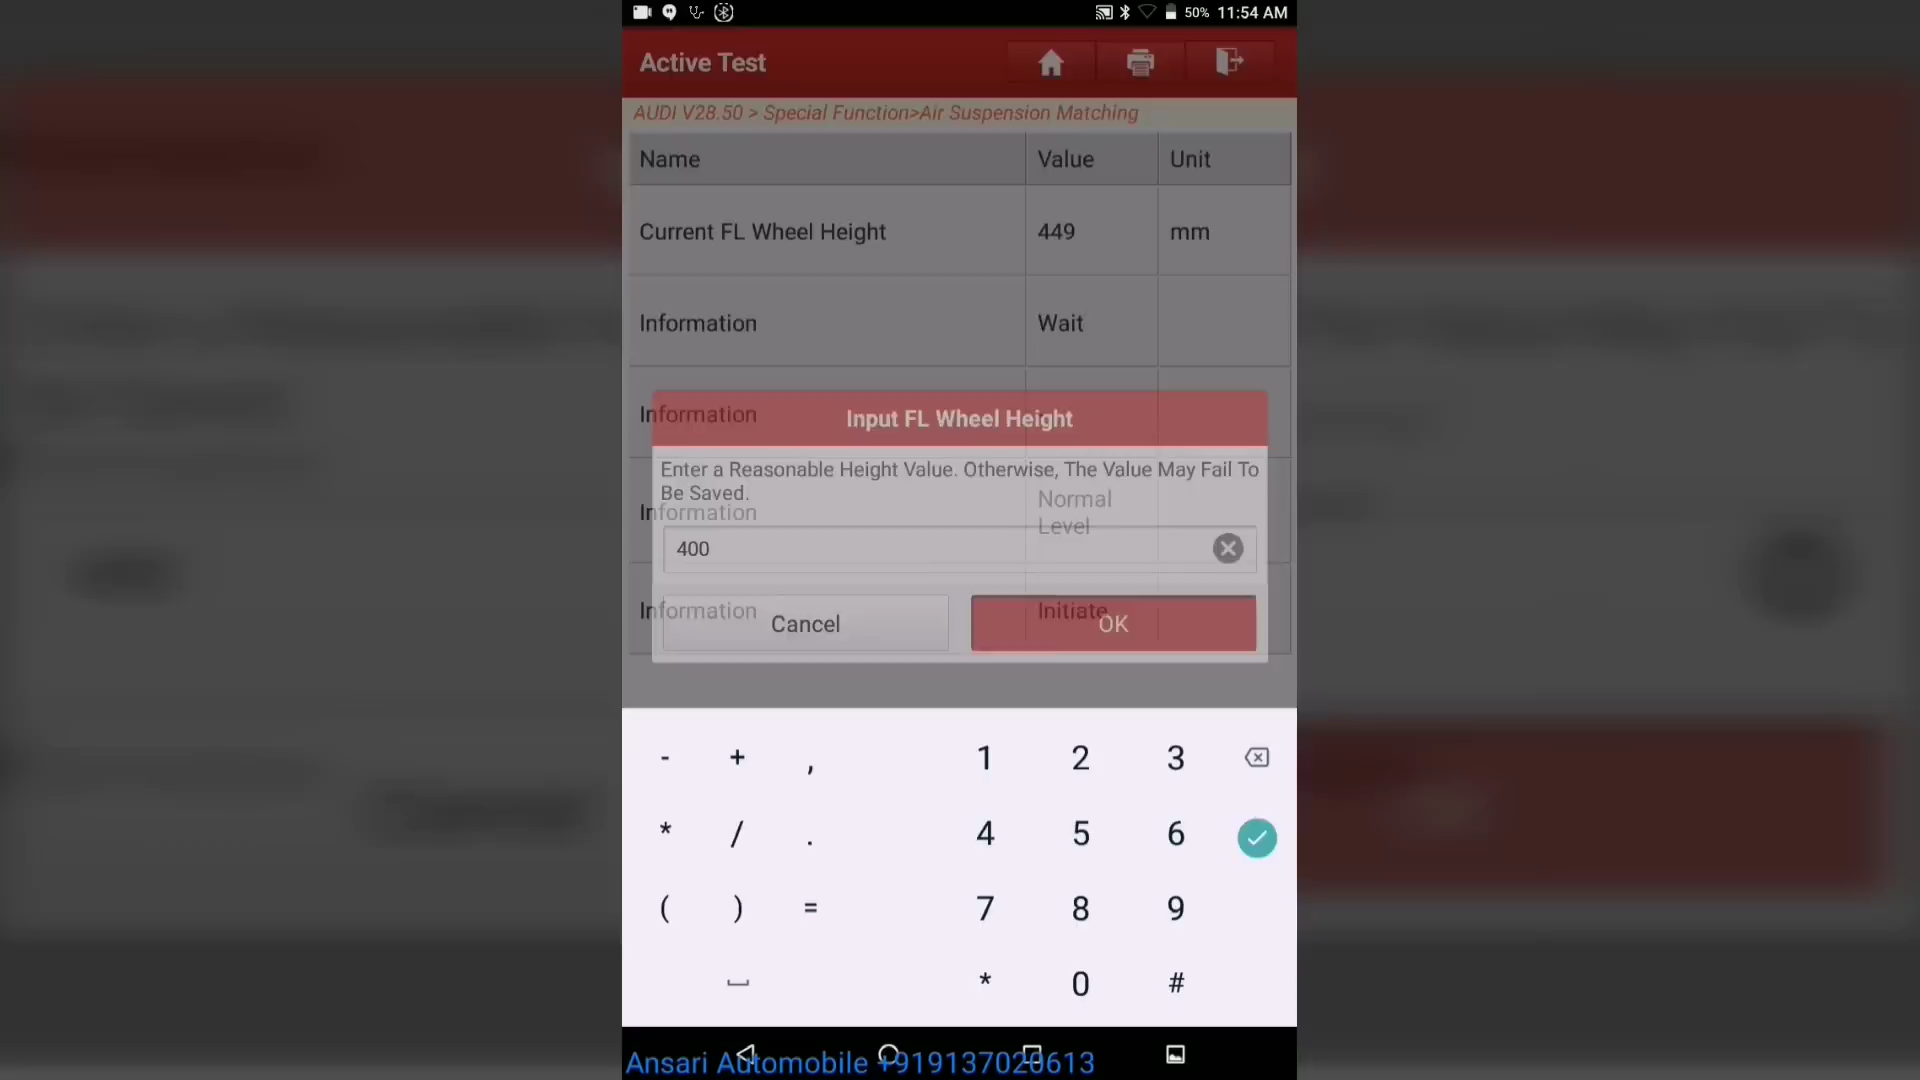 50% 11:54 AM
Active Test
AUDI V28.50 > Special Function>Air Suspension Matching
Name Value Unit
Current FL Wheel Height 449 mm
Information Wait
Information
Input FL Wheel Height
Enter a Reasonable Height Value. Otherwise, The Value May Fail To
Be Saved.
Information Normal
Level
400
Information Initiate
Cancel OK
- + , 1 2 3
* / . 4 5 6
( ) = 7 8 9
* 0 #
Ansari Automobile +919137020613